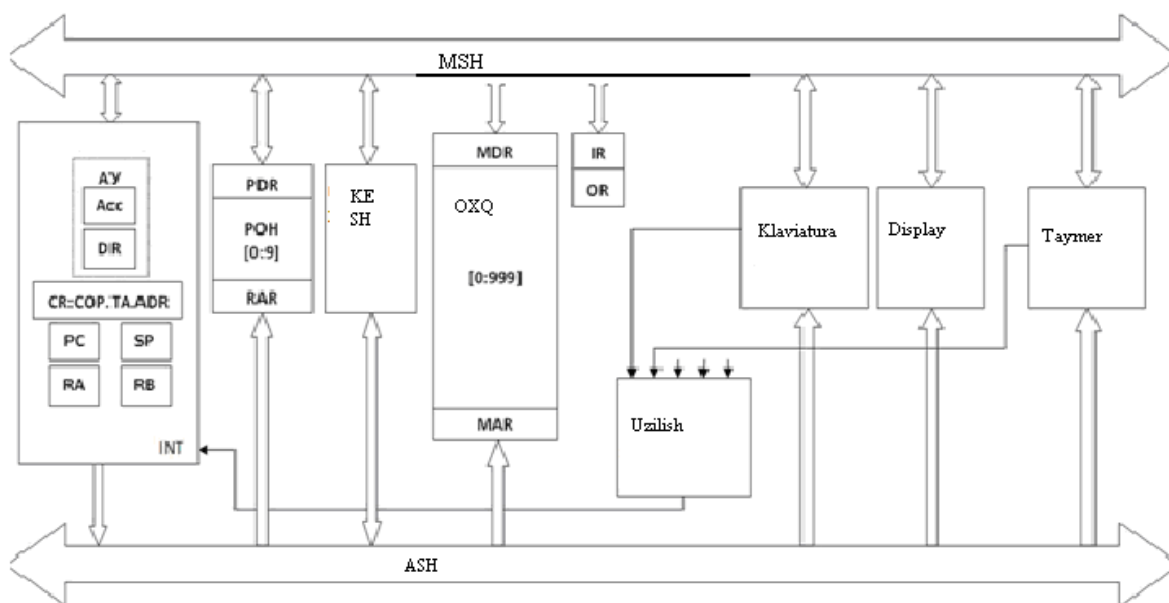 MSH
АУ
Acc
DIR
CR=COP.TA.ADR
PC
SP
RA
RB
INT
PDR
РОН
[0:9]
RAR
KE
SH
MDR
OXQ
[0:999]
MAR
IR
OR
Klaviatura
Display
Taymer
Uzilish
ASH